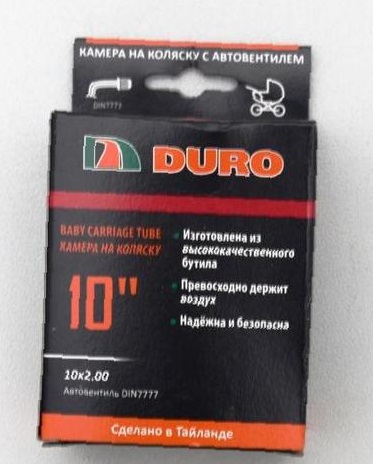 КАМЕРА НА КОЛЯСКУ С АВТОВЕНТИЛЕМ
DIN7777
DURO
BABY CARRIAGE TUBE
КАМЕРА НА КОЛЯСКУ
10"
Изготовлена из
высококачественного
бутила
Превосходно держит
воздух
Надёжна и безопасна
10x2.00
Автовентиль DIN7777
Сделано в Тайланде